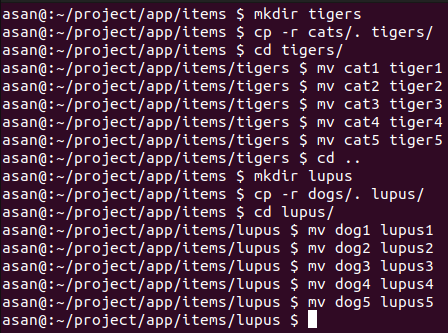 asan@:~/project/app/items $ mkdir tigers
asan@:~/project/app/items $ cp -r cats/. tigers/
asan@:~/project/app/items $ cd tigers/
asan@:~/project/app/items/tigers $ mv cat1 tiger1
asan@:~/project/app/items/tigers $ mv cat2 tiger2
asan@:~/project/app/items/tigers $ mv cat3 tiger3
asan@:~/project/app/items/tigers $ mv cat4 tiger4
asan@:~/project/app/items/tigers $ mv cat5 tiger5
asan@:~/project/app/items/tigers $ cd ..
asan@:~/project/app/items $ mkdir lupus
asan@:~/project/app/items $ cp -r dogs/. lupus/
asan@:~/project/app/items $ cd lupus/
asan@:~/project/app/items/lupus $ mv dog1 lupus1
asan@:~/project/app/items/lupus $ mv dog2 lupus2
asan@:~/project/app/items/lupus $ mv dog3 lupus3
asan@:~/project/app/items/lupus $ mv dog4 lupus4
asan@:~/project/app/items/lupus $ mv dog5 lupus5
asan@:~/project/app/items/lupus $